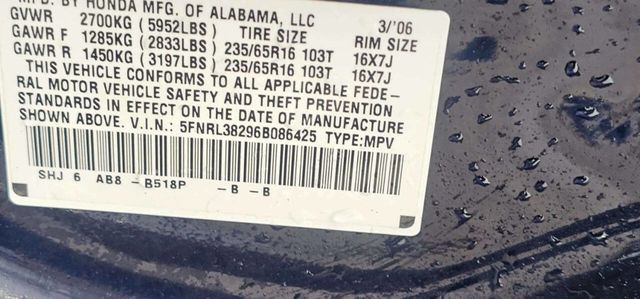 MFD. BY HONDA MFG. OF ALABAMA, LLC 3/'06
GVWR 2700KG (5952LBS) TIRE SIZE RIM SIZE
GAWR F 1285KG (2833LBS) 235/65R16 103T 16X7J
GAWR R 1450KG (3197LBS) 235/65R16 103T 16X7J
THIS VEHICLE CONFORMS TO ALL APPLICABLE FEDE-
RAL MOTOR VEHICLE SAFETY AND THEFT PREVENTION
STANDARDS IN EFFECT ON THE DATE OF MANUFACTURE
SHOWN ABOVE. V.I.N.: 5FNRL38296B086425 TYPE:MPV
SHJ 6 AB8 -B518P -B -B